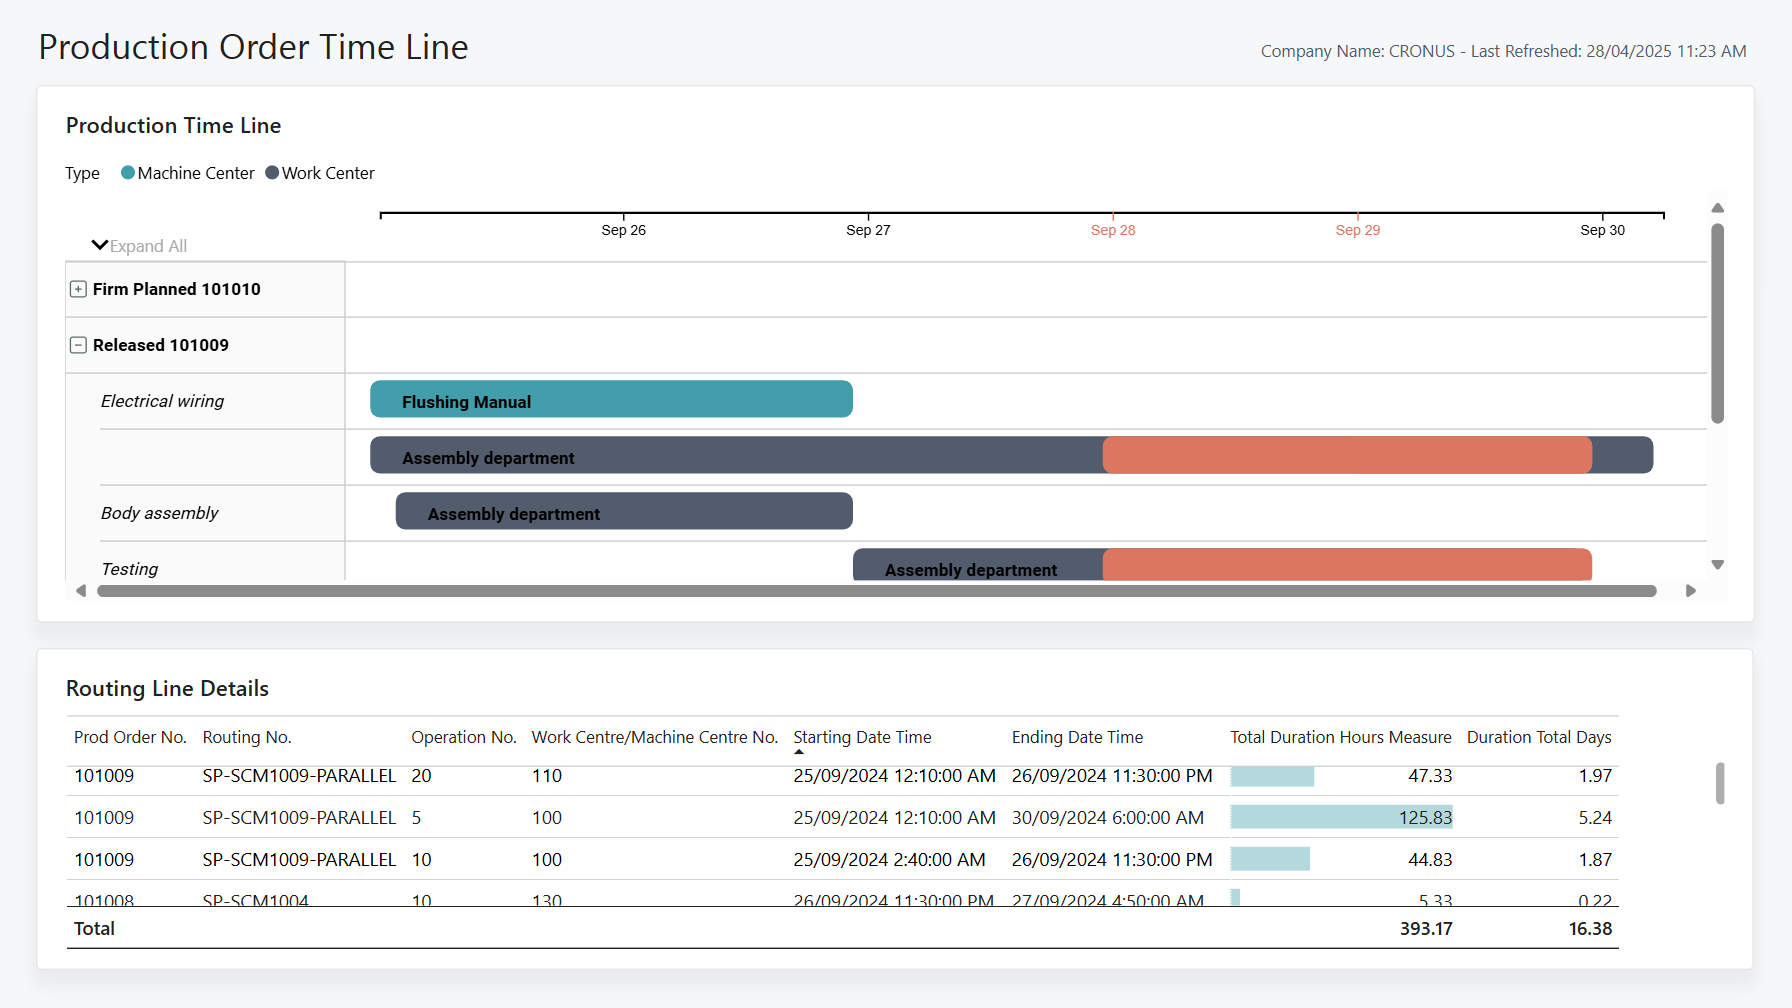 Production Order Time Line
Company Name: CRONUS - Last Refreshed: 28/04/2025 11:23 AM
Production Time Line
Type Machine Center Work Center
Sep 26 Sep 27 Sep 28 Sep 29 Sep 30
Expand All
Firm Planned 101010
Released 101009
Electrical wiring Flushing Manual
Assembly department
Body assembly Assembly department
Testing Assembly department
Routing Line Details
Prod Order No. Routing No. Operation No. Work Centre/Machine Centre No. Starting Date Time Ending Date Time Total Duration Hours Measure Duration Total Days
101009 SP-SCM1009-PARALLEL 20 110 25/09/2024 12:10:00 AM 26/09/2024 11:30:00 PM 47.33 1.97
101009 SP-SCM1009-PARALLEL 5 100 25/09/2024 12:10:00 AM 30/09/2024 6:00:00 AM 125.83 5.24
101009 SP-SCM1009-PARALLEL 10 100 25/09/2024 2:40:00 AM 26/09/2024 11:30:00 PM 44.83 1.87
101008 SP-SCM1004 10 130 26/09/2024 11:30:00 PM 27/09/2024 4:50:00 AM 5.33 0.22
Total 393.17 16.38